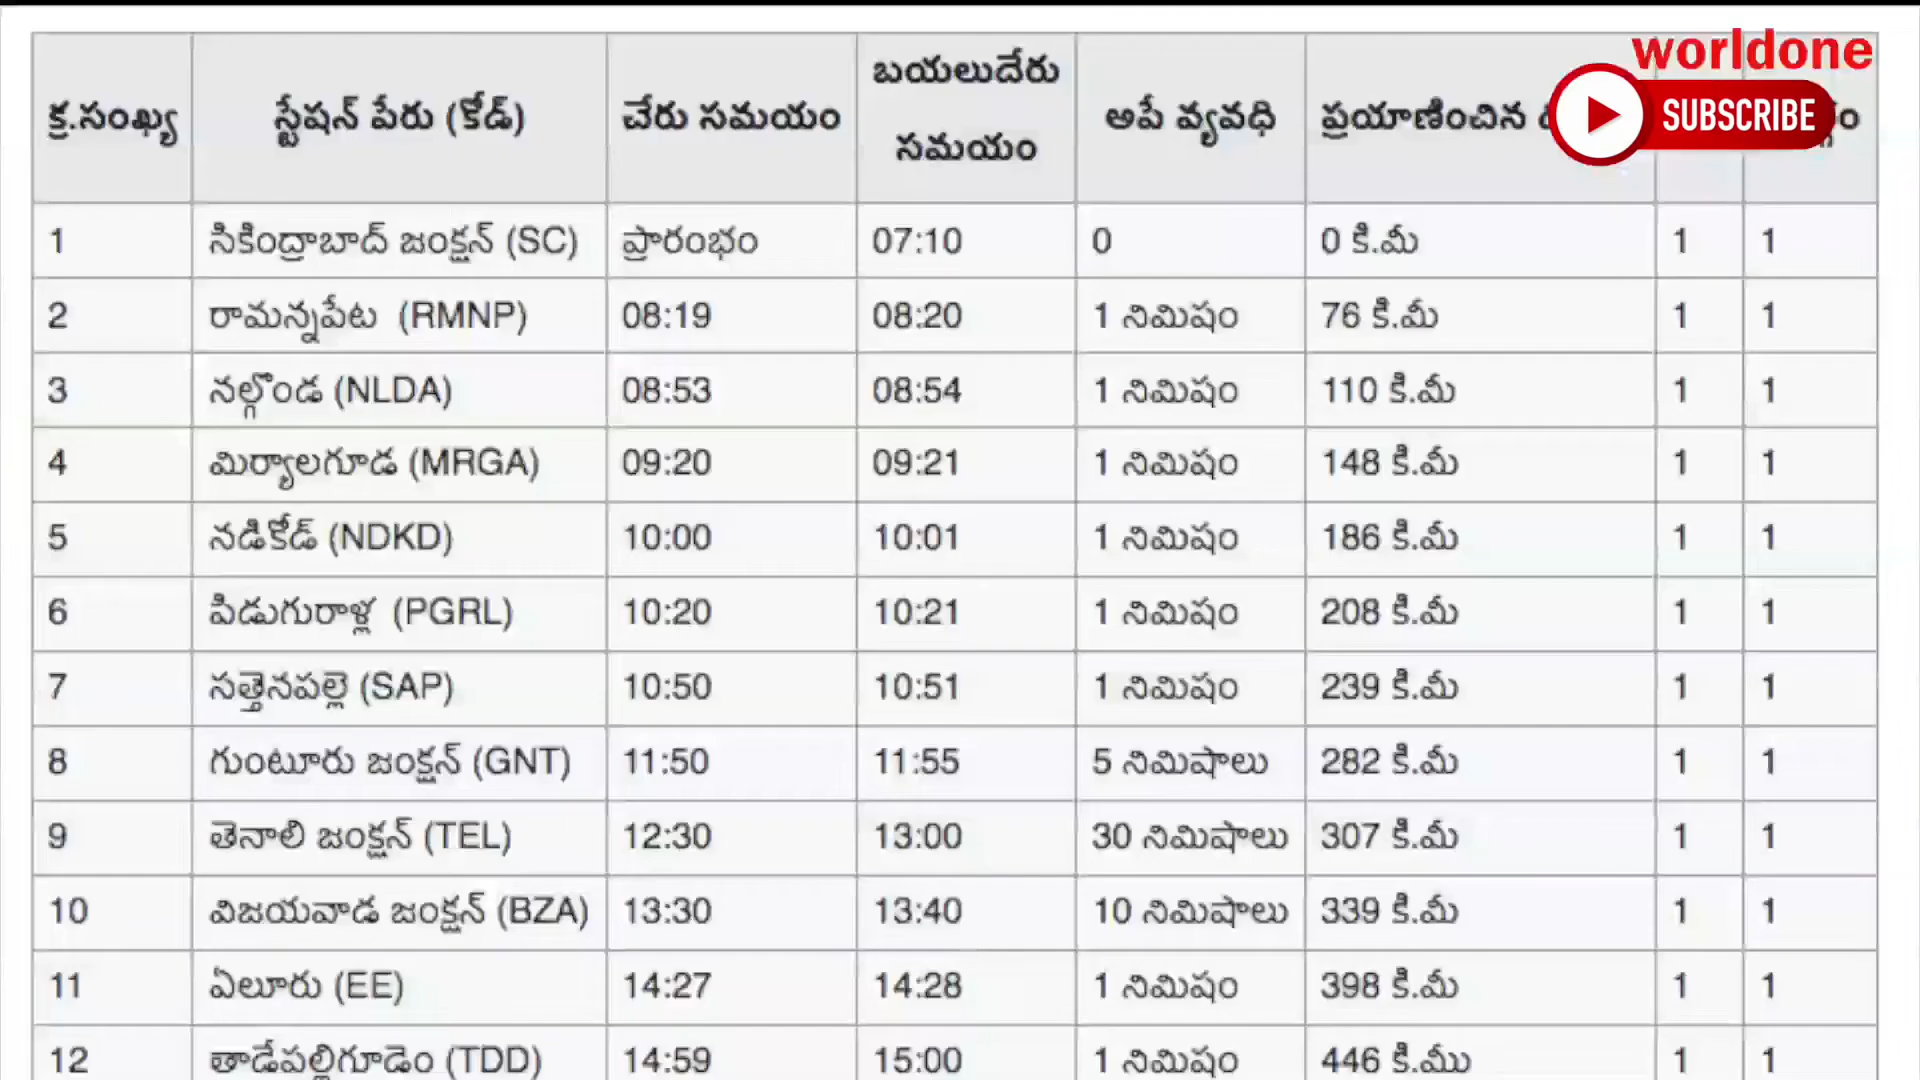 worldone
SUBSCRIBE
క్ర.సంఖ్య స్టేషన్ పేరు (కోడ్) చేరు సమయం బయలుదేరు సమయం అపే వ్యవధి ప్రయాణించిన
1 సికింద్రాబాద్ జంక్షన్ (SC) ప్రారంభం 07:10 0 0 కి.మీ 1 1
2 రామన్నపేట (RMNP) 08:19 08:20 1 నిమిషం 76 కి.మీ 1 1
3 నల్గొండ (NLDA) 08:53 08:54 1 నిమిషం 110 కి.మీ 1 1
4 మిర్యాలగూడ (MRGA) 09:20 09:21 1 నిమిషం 148 కి.మీ 1 1
5 నడికోడ్ (NDKD) 10:00 10:01 1 నిమిషం 186 కి.మీ 1 1
6 పిడుగురాళ్ల (PGRL) 10:20 10:21 1 నిమిషం 208 కి.మీ 1 1
7 సత్తెనపల్లె (SAP) 10:50 10:51 1 నిమిషం 239 కి.మీ 1 1
8 గుంటూరు జంక్షన్ (GNT) 11:50 11:55 5 నిమిషాలు 282 కి.మీ 1 1
9 తెనాలి జంక్షన్ (TEL) 12:30 13:00 30 నిమిషాలు 307 కి.మీ 1 1
10 విజయవాడ జంక్షన్ (BZA) 13:30 13:40 10 నిమిషాలు 339 కి.మీ 1 1
11 ఏలూరు (EE) 14:27 14:28 1 నిమిషం 398 కి.మీ 1 1
12 తాడేపల్లిగూడెం (TDD) 14:59 15:00 1 నిమిషం 446 కి.ము 1 1